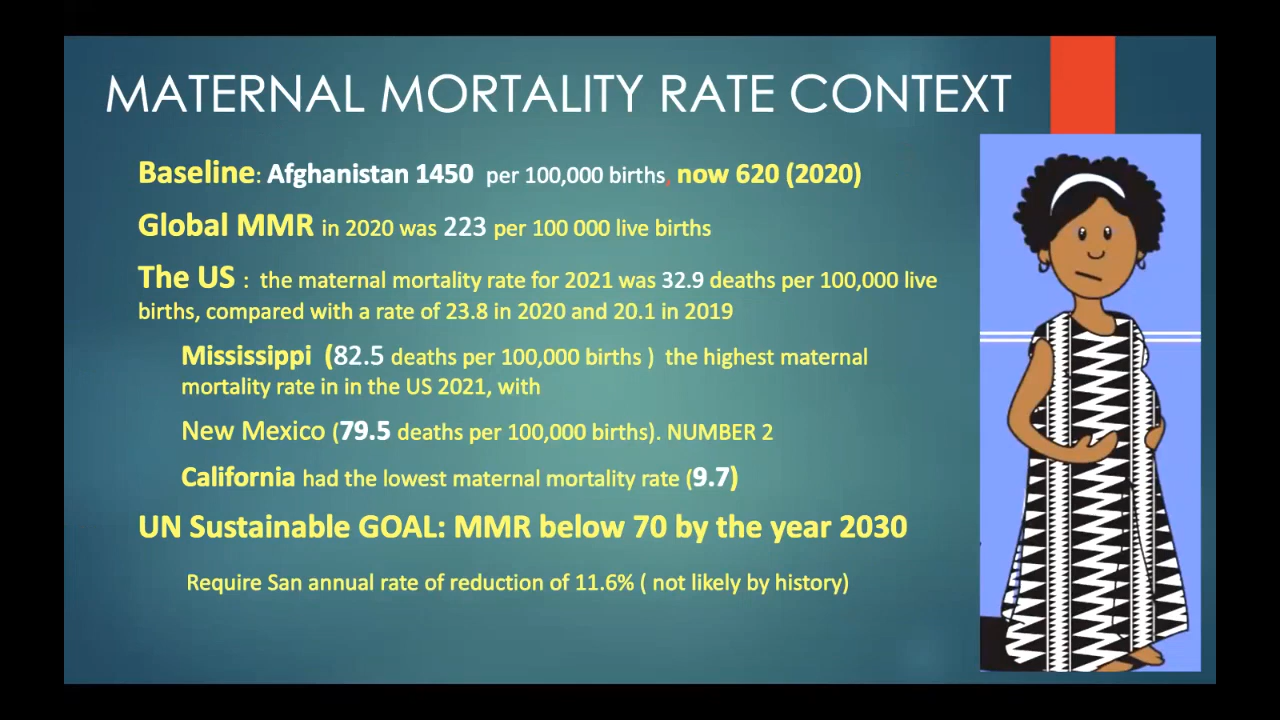 MATERNAL MORTALITY RATE CONTEXT
Baseline: Afghanistan 1450 per 100,000 births, now 620 (2020)
Global MMR in 2020 was 223 per 100 000 live births
The US : the maternal mortality rate for 2021 was 32.9 deaths per 100,000 live
births, compared with a rate of 23.8 in 2020 and 20.1 in 2019
Mississippi (82.5 deaths per 100,000 births ) the highest maternal
mortality rate in in the US 2021, with
New Mexico (79.5 deaths per 100,000 births). NUMBER 2
California had the lowest maternal mortality rate (9.7)
UN Sustainable GOAL: MMR below 70 by the year 2030
Require San annual rate of reduction of 11.6% ( not likely by history)